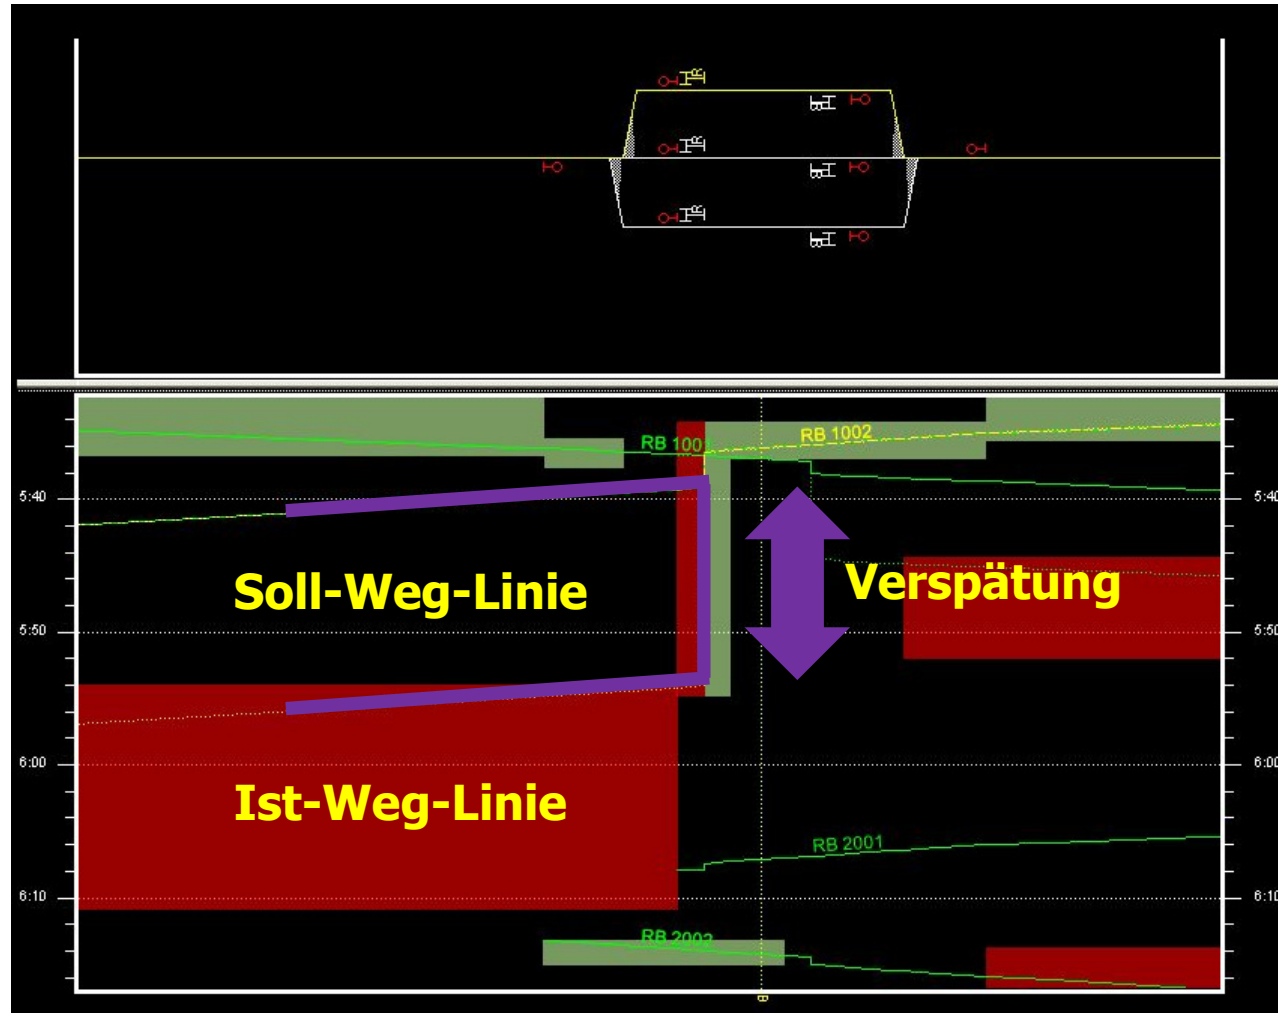 R
R
B
R
B
B
RB 1001
RB 1002
5:40
5:40
Soll-Weg-Linie
Verspätung
5:50
5:50
6:00
6:00
Ist-Weg-Linie
RB 2001
6:10
6:10
RB 2002
B